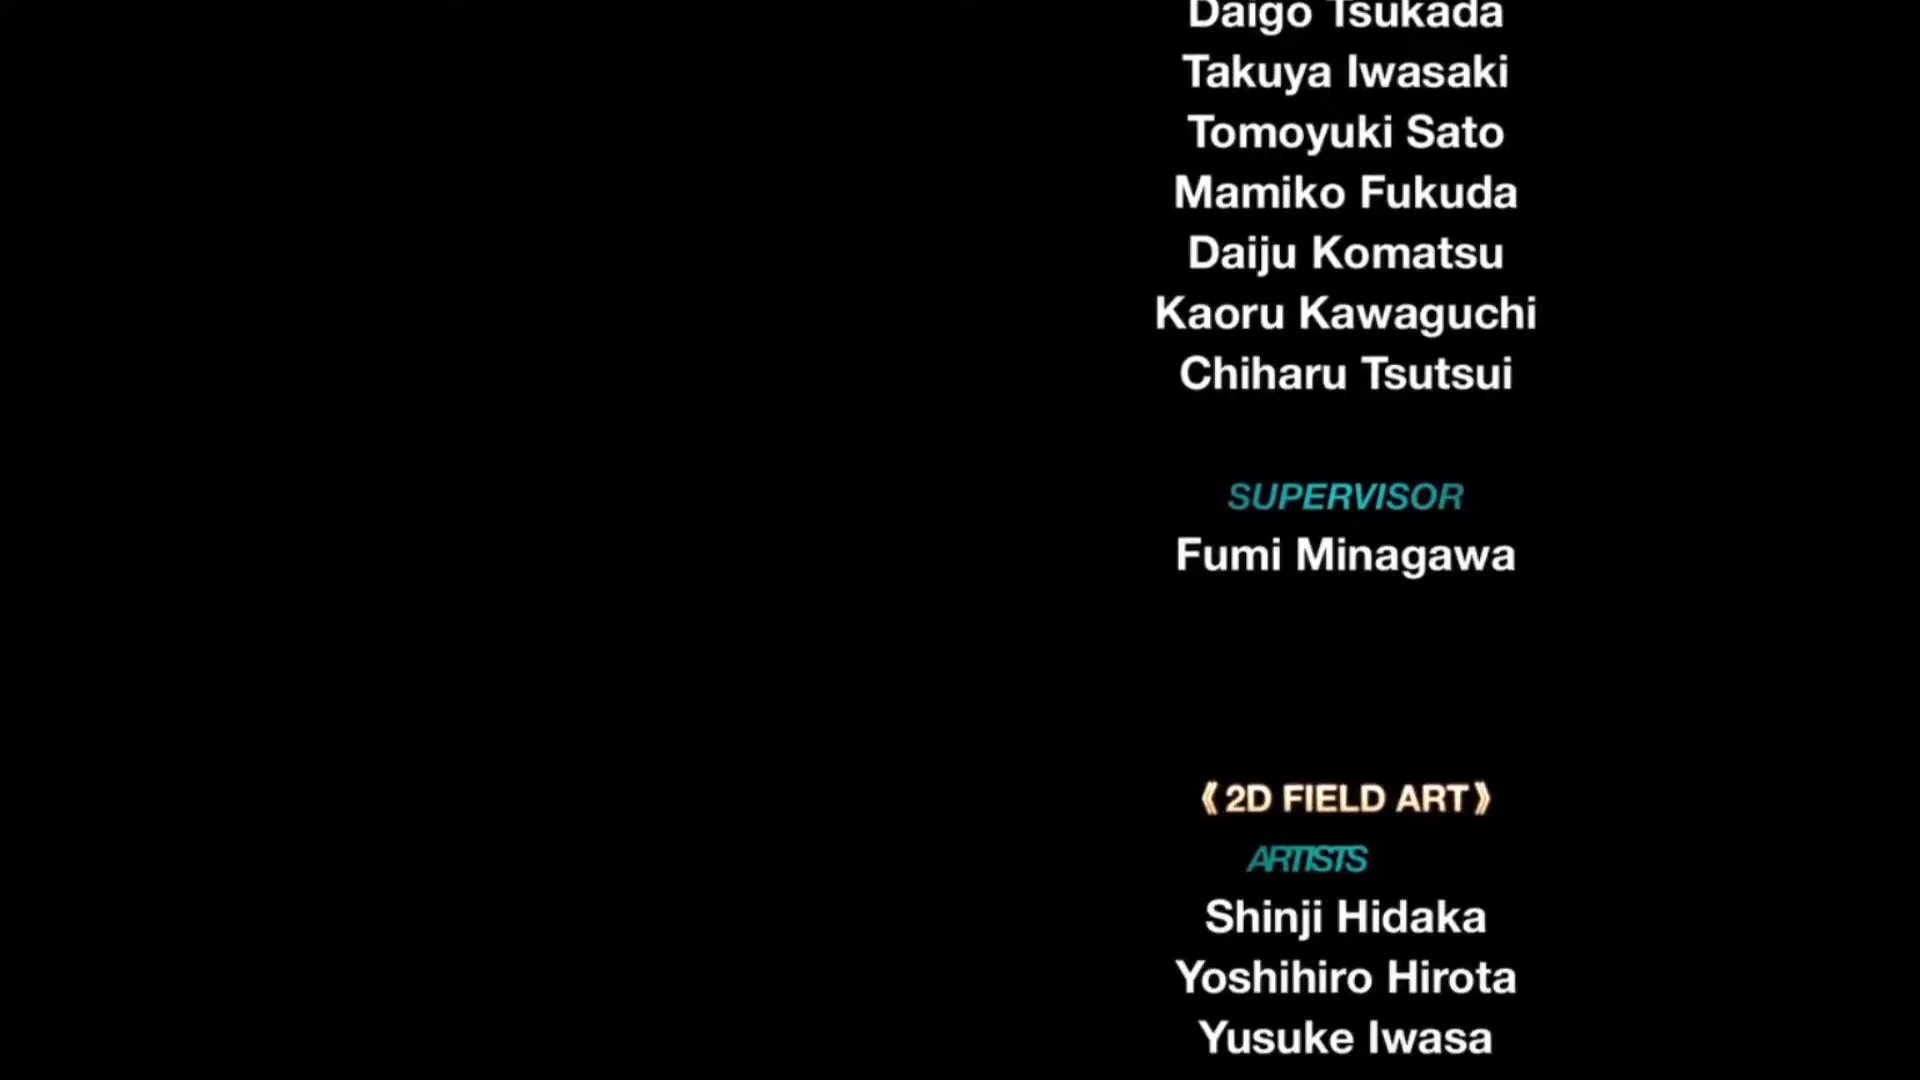 Daigo Tsukada
Takuya Iwasaki
Tomoyuki Sato
Mamiko Fukuda
Daiju Komatsu
Kaoru Kawaguchi
Chiharu Tsutsui
SUPERVISOR
Fumi Minagawa
《2D FIELD ART》
ARTISTS
Shinji Hidaka
Yoshihiro Hirota
Yusuke Iwasa